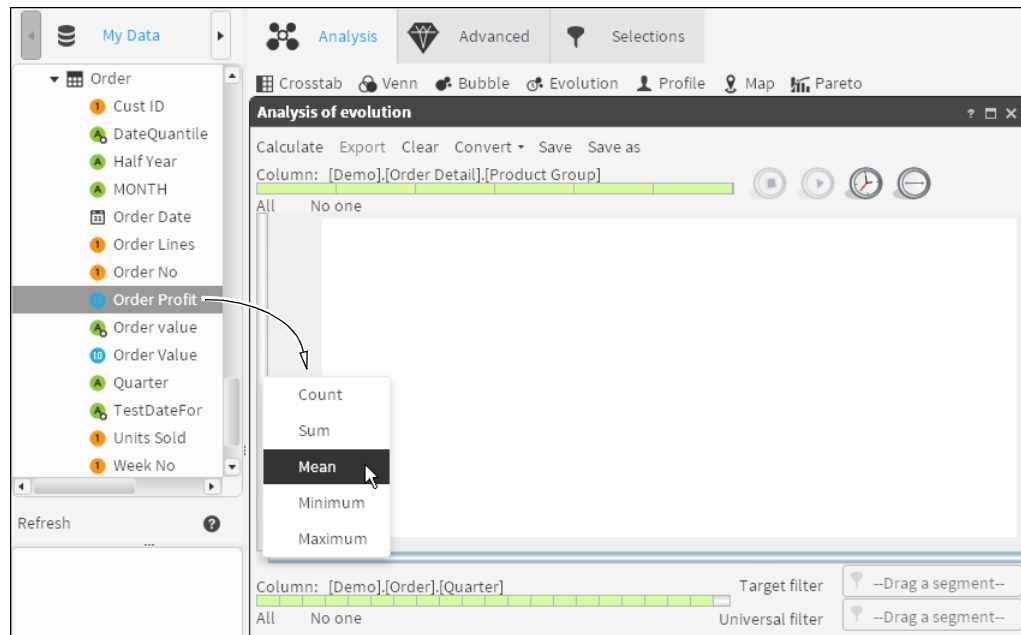 My Data
Order
Cust ID
DateQuantile
Half Year
MONTH
Order Date
Order Lines
Order No
Order Profit
Order value
Order Value
Quarter
TestDateFor
Units Sold
Week No
Refresh
Analysis Advanced Selections
Crosstab Venn Bubble Evolution Profile Map Pareto
Analysis of evolution
Calculate Export Clear Convert Save Save as
Column: [Demo].[Order Detail].[Product Group]
All No one
Count
Sum
Mean
Minimum
Maximum
Column: [Demo].[Order].[Quarter]
All No one
Target filter --Drag a segment--
Universal filter --Drag a segment--